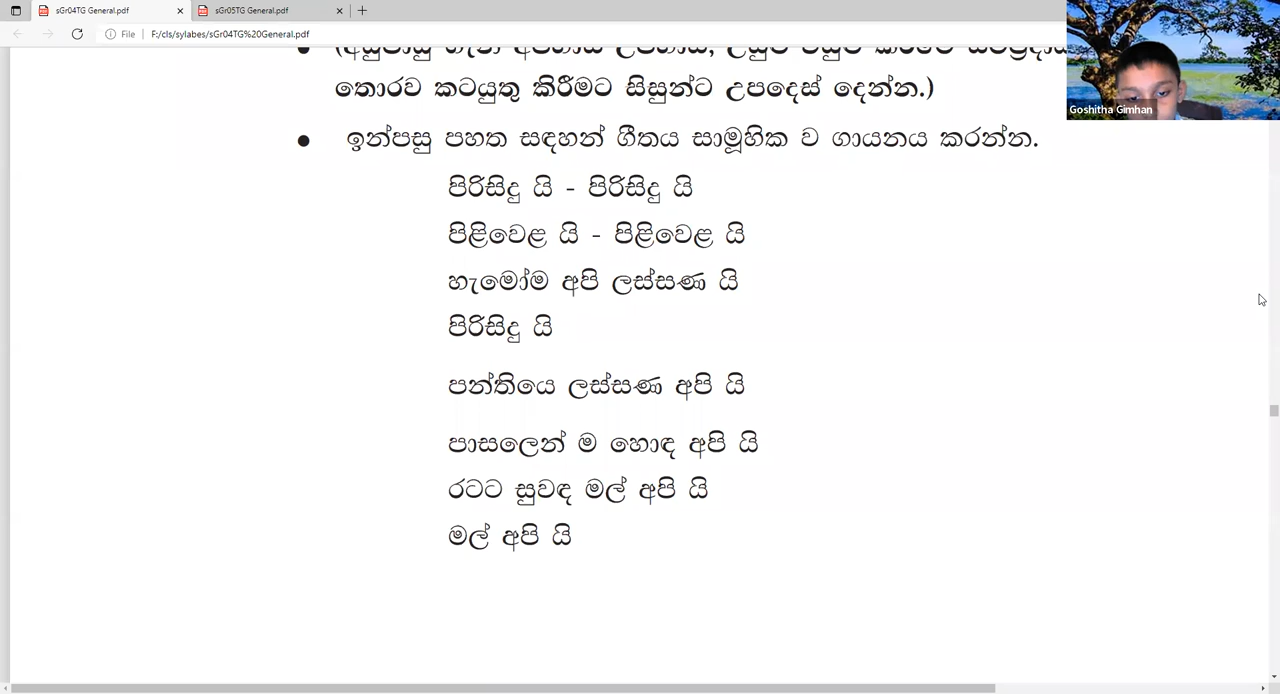 sGr04TG General.pdf
sGr05TG General.pdf
File
F:/cls/sylabes/sGr04TG%20General.pdf
Goshitha Gimhan
තොරව කටයුතු කිරීමට සිසුන්ට උපදෙස් දෙන්න.)
● ඉන්පසු පහත සඳහන් ගීතය සාමූහික ව ගායනය කරන්න.
පිරිසිදු යි - පිරිසිදු යි
පිළිවෙළ යි - පිළිවෙළ යි
හැමෝම අපි ලස්සණ යි
පිරිසිදු යි
පන්තියෙ ලස්සණ අපි යි
පාසලෙන් ම හොඳ අපි යි
රටට සුවඳ මල් අපි යි
මල් අපි යි